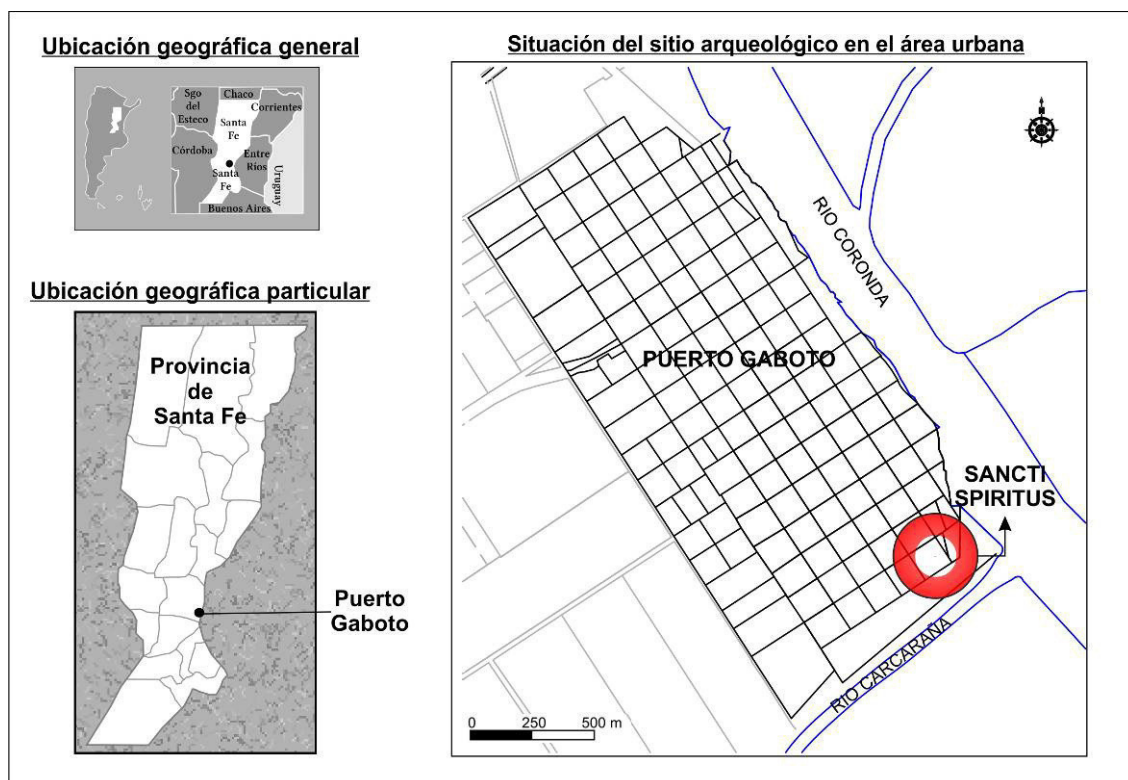 Ubicación geográfica general
Sgo
del
Esteco
Chaco
Corrientes
Santa
Fe
Córdoba
Entre
Ríos
Santa
Fe
Uruguay
Buenos Aires
Ubicación geográfica particular
Provincia
de
Santa Fe
Puerto
Gaboto
Situación del sitio arqueológico en el área urbana
N
RIO CORONDA
PUERTO GABOTO
SANCTI
SPIRITUS
RIO CARCARAÑA
0 250 500 m